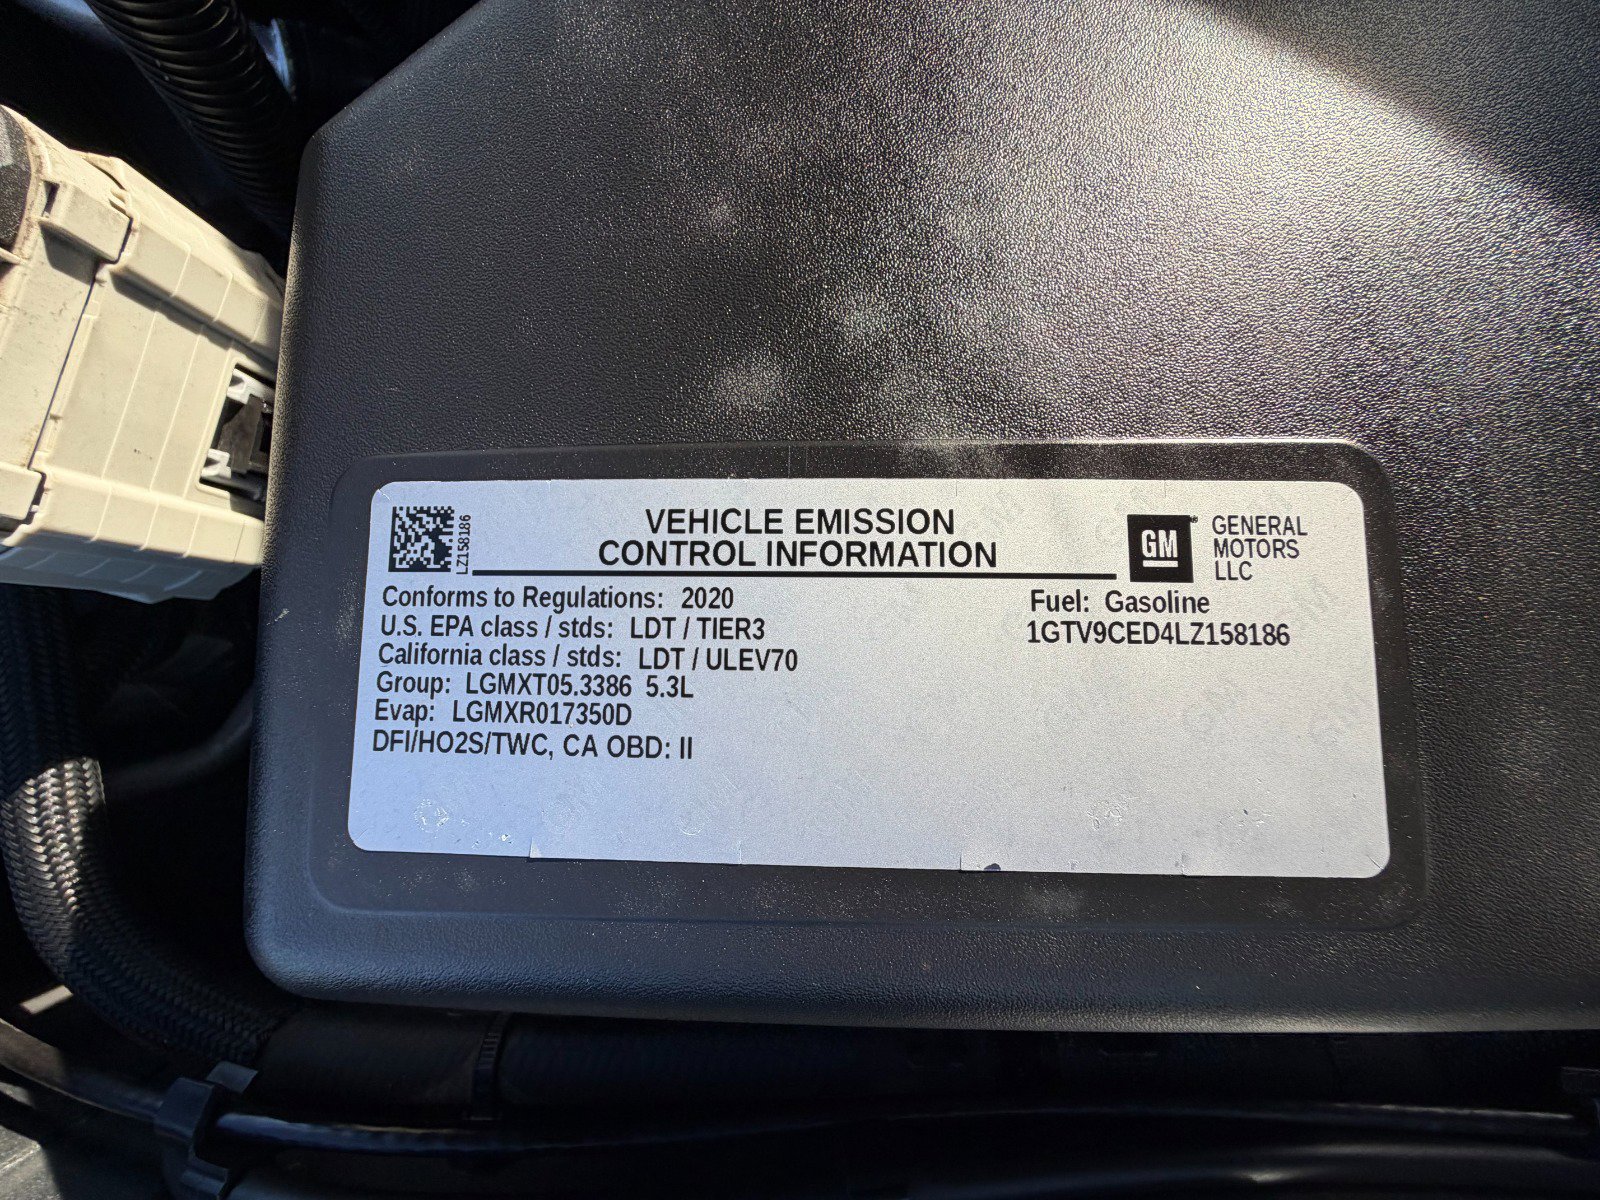 LZ158186
VEHICLE EMISSION
CONTROL INFORMATION
GM
GENERAL
MOTORS
LLC
Conforms to Regulations: 2020
U.S. EPA class / stds: LDT / TIER3
California class / stds: LDT / ULEV70
Group: LGMXT05.3386 5.3L
Evap: LGMXR017350D
DFI/HO2S/TWC, CA OBD: II
Fuel: Gasoline
1GTV9CED4LZ158186